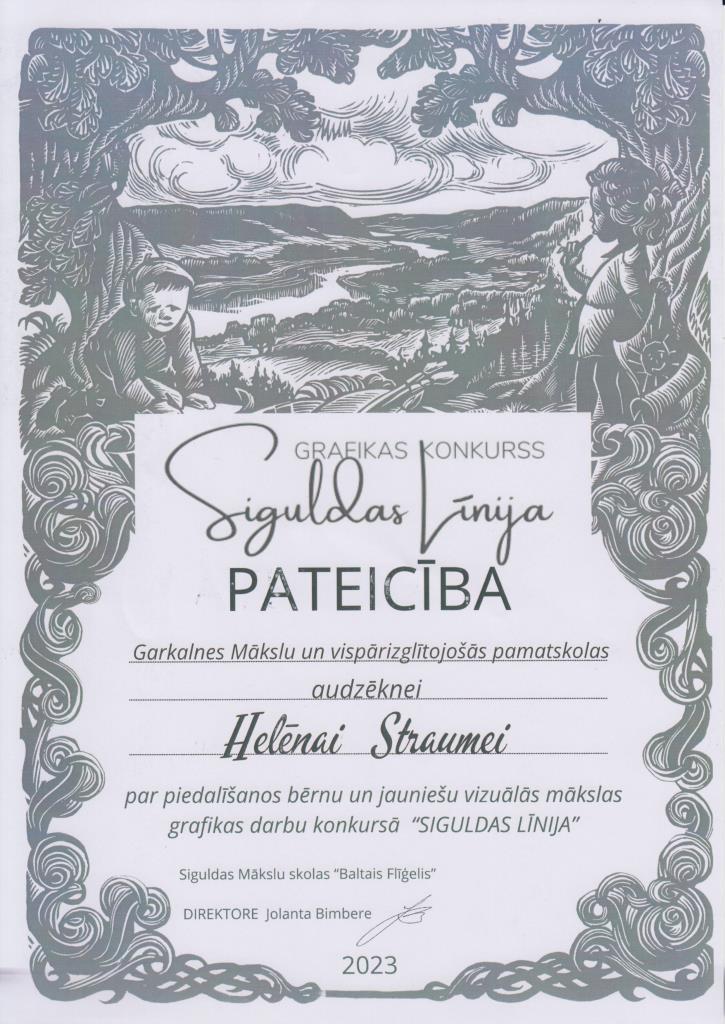 GRAFIKAS KONKURSS
Siguldas Līnija
PATEICĪBA
Garkalnes Mākslu un vispārizglītojošās pamatskolas
audzēknei
Helēnai Straumei
par piedalīšanos bērnu un jauniešu vizuālās mākslas
grafikas darbu konkursā “SIGULDAS LĪNIJA”
Siguldas Mākslu skolas “Baltais Flīģelis”
DIREKTORE Jolanta Bimbere
2023